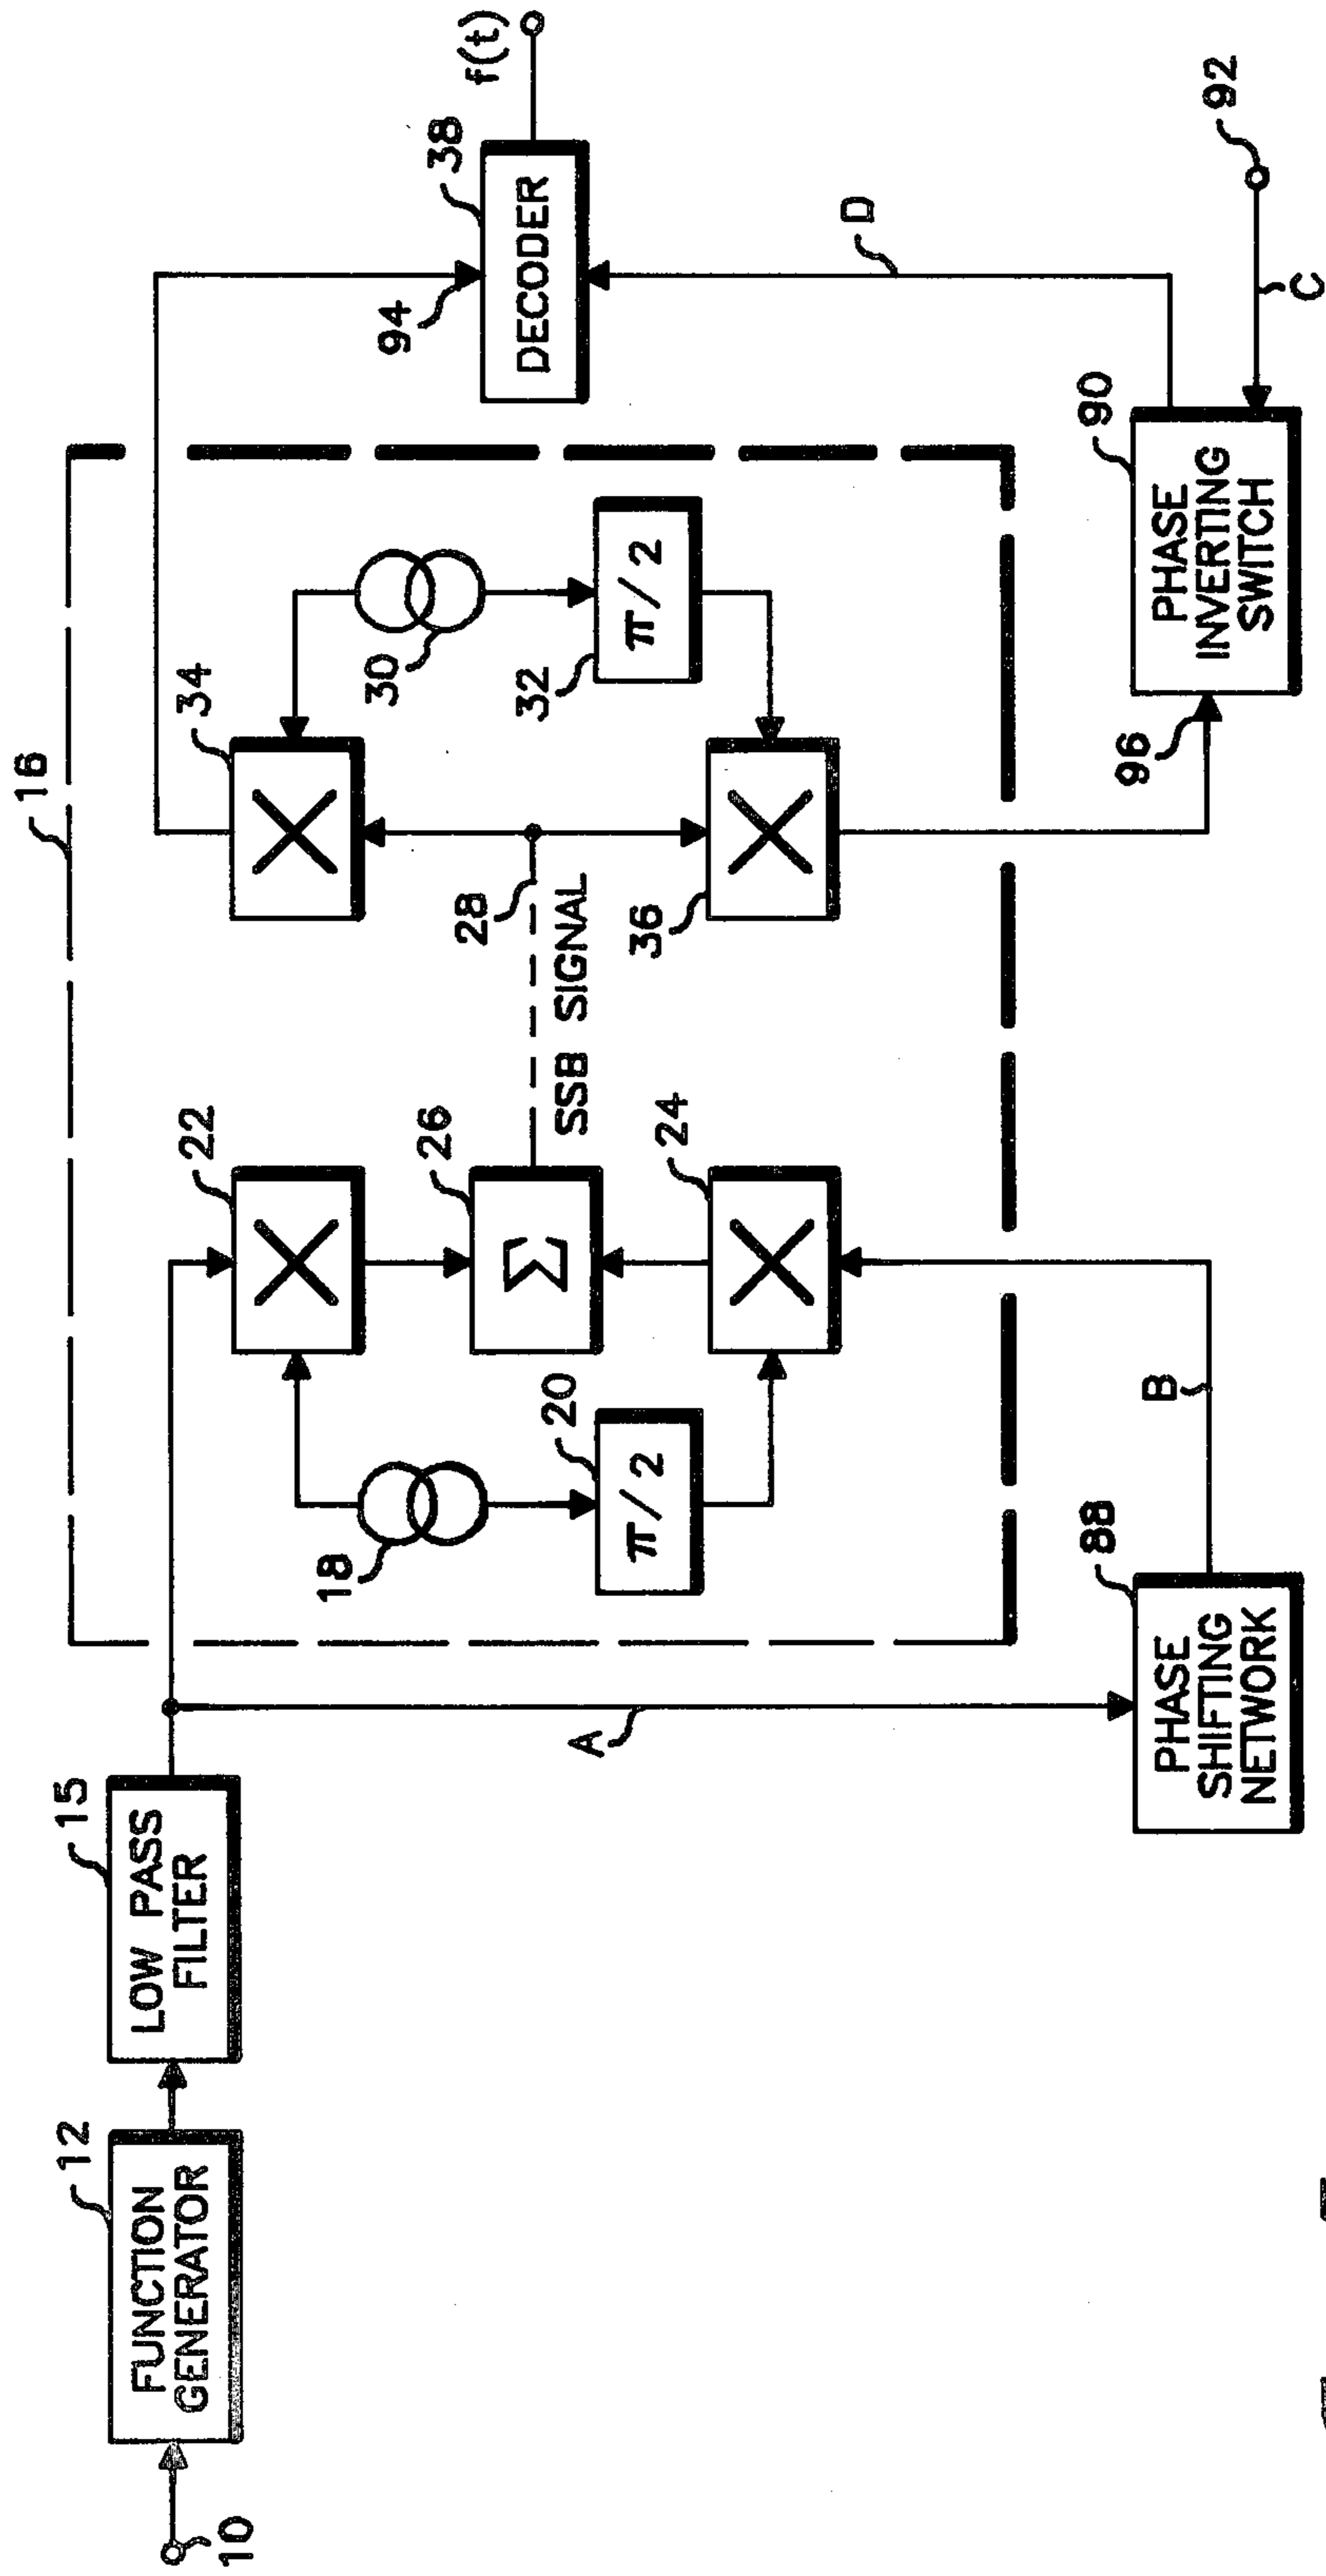 16
10
12
FUNCTION
GENERATOR
15
LOW PASS
FILTER
A
22
18
20
π/2
26
Σ
24
SSB SIGNAL
28
34
30
32
π/2
36
94
38
DECODER
f(t)
88
PHASE
SHIFTING
NETWORK
B
96
90
PHASE
INVERTING
SWITCH
D
C
92